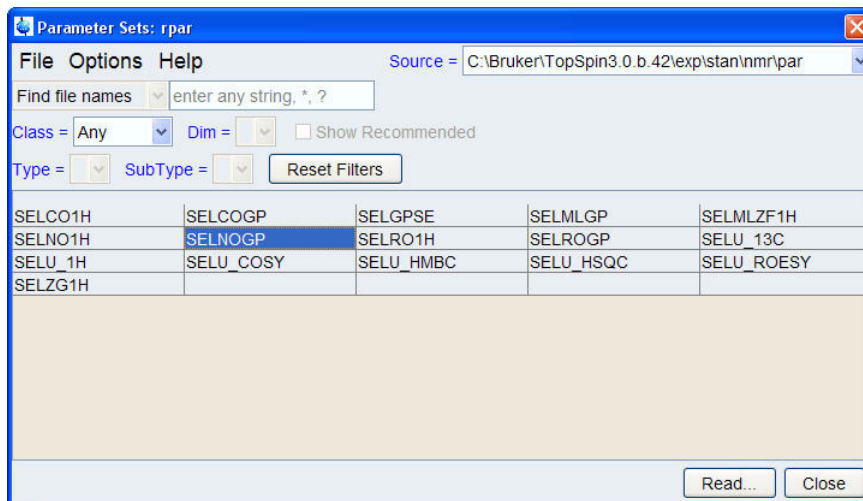 Parameter Sets: rpar
File Options Help Source = C:\Bruker\TopSpin3.0.b.42\exp\stan\nmr\par
Find file names enter any string, *, ?
Class = Any Dim = Show Recommended
Type = SubType = Reset Filters
SELCO1H SELCOGP SELGPSE SELMLGP SELMLZF1H
SELNO1H SELNOGP SELRO1H SELROGP SELU_13C
SELU_1H SELU_COSY SELU_HMBC SELU_HSQC SELU_ROESY
SELZG1H
Read... Close